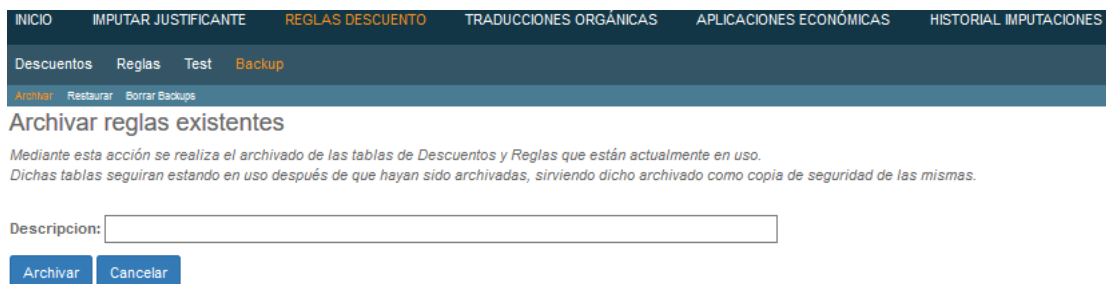 INICIO IMPUTAR JUSTIFICANTE REGLAS DESCUENTO TRADUCCIONES ORGÁNICAS APLICACIONES ECONÓMICAS HISTORIAL IMPUTACIONES
Descuentos Reglas Test Backup
Archivar Restaurar Borrar Backups
Archivar reglas existentes
Mediante esta acción se realiza el archivado de las tablas de Descuentos y Reglas que están actualmente en uso.
Dichas tablas seguiran estando en uso después de que hayan sido archivadas, sirviendo dicho archivado como copia de seguridad de las mismas.
Descripcion:
Archivar Cancelar